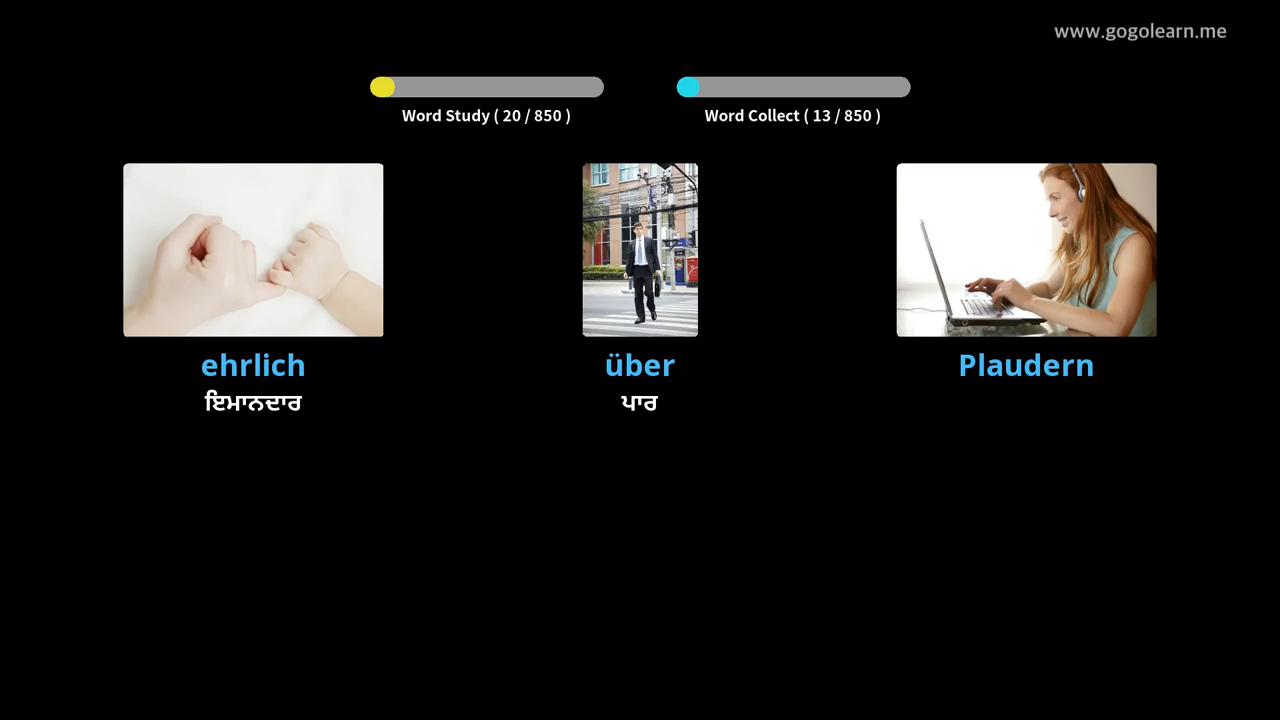 www.gogolearn.me
Word Study ( 20 / 850 )
Word Collect ( 13 / 850 )
ehrlich
ਇਮਾਨਦਾਰ
über
ਪਾਰ
Plaudern